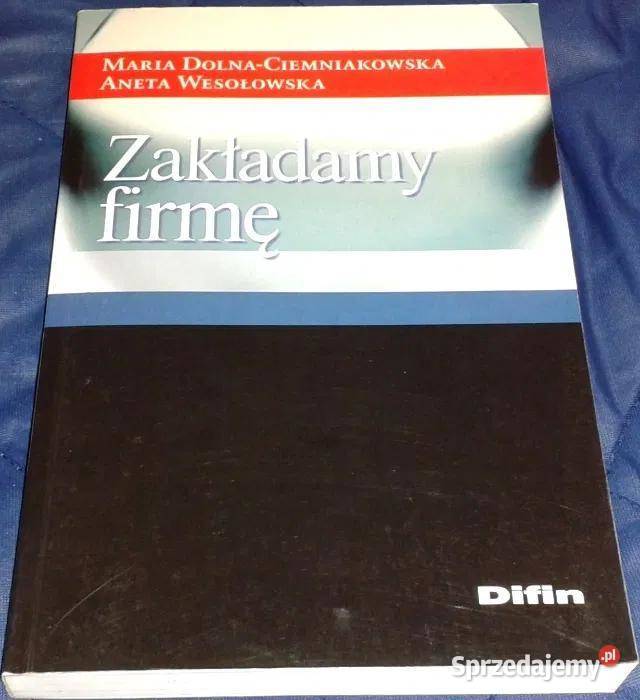 Maria Dolna-Ciemniakowska
Aneta Wesołowska
Zakładamy
firmę
Difin
Sprzedajemy.pl